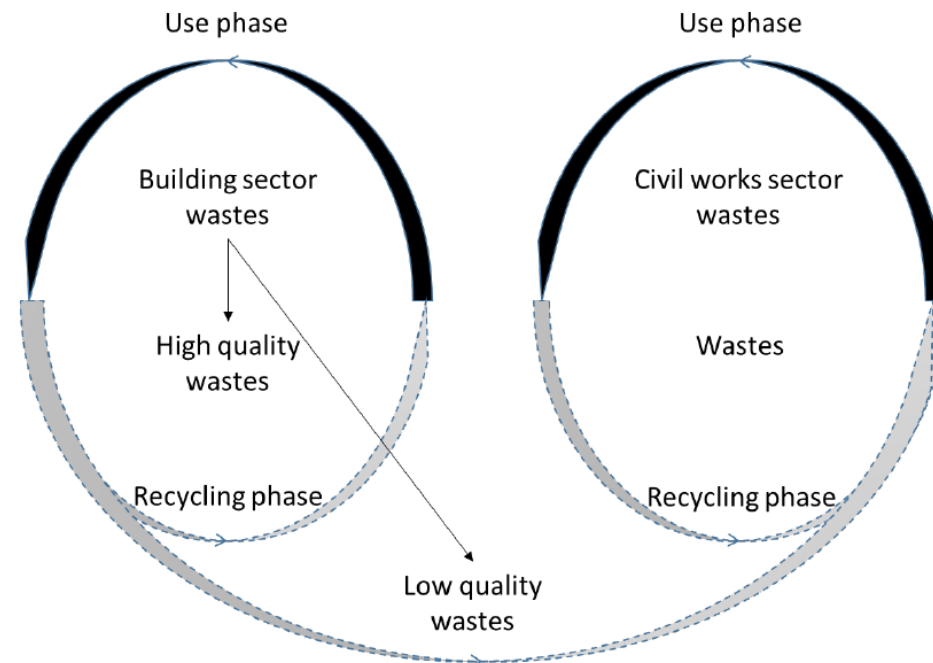 Use phase
Use phase
Building sector
wastes
Civil works sector
wastes
High quality
wastes
Wastes
Recycling phase
Recycling phase
Low quality
wastes